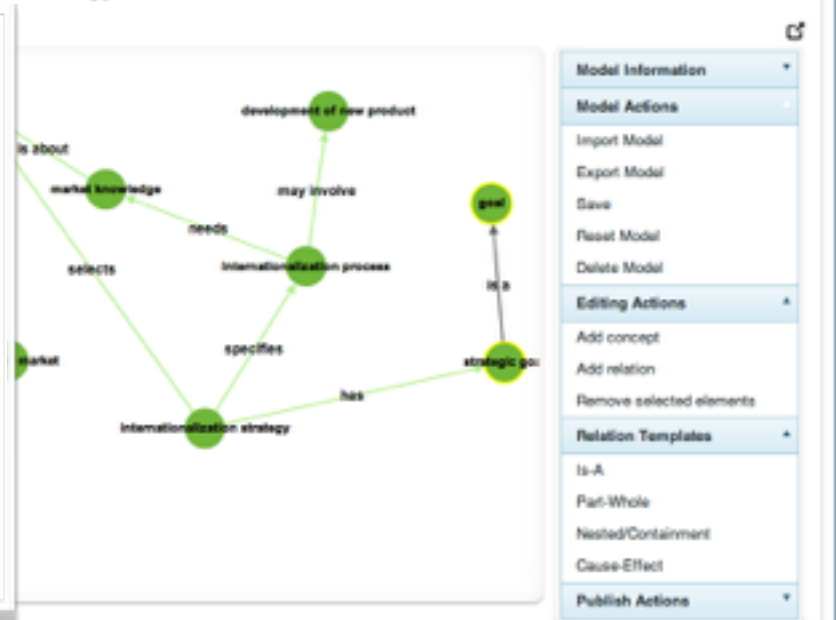 development of new product
is about
market knowledge
may involve
goal
needs
internationalization process
selects
is a
specifies
market
strategic go
has
internationalization strategy
Model Information
Model Actions
Import Model
Export Model
Save
Reset Model
Delete Model
Editing Actions
Add concept
Add relation
Remove selected elements
Relation Templates
Is-A
Part-Whole
Nested/Containment
Cause-Effect
Publish Actions